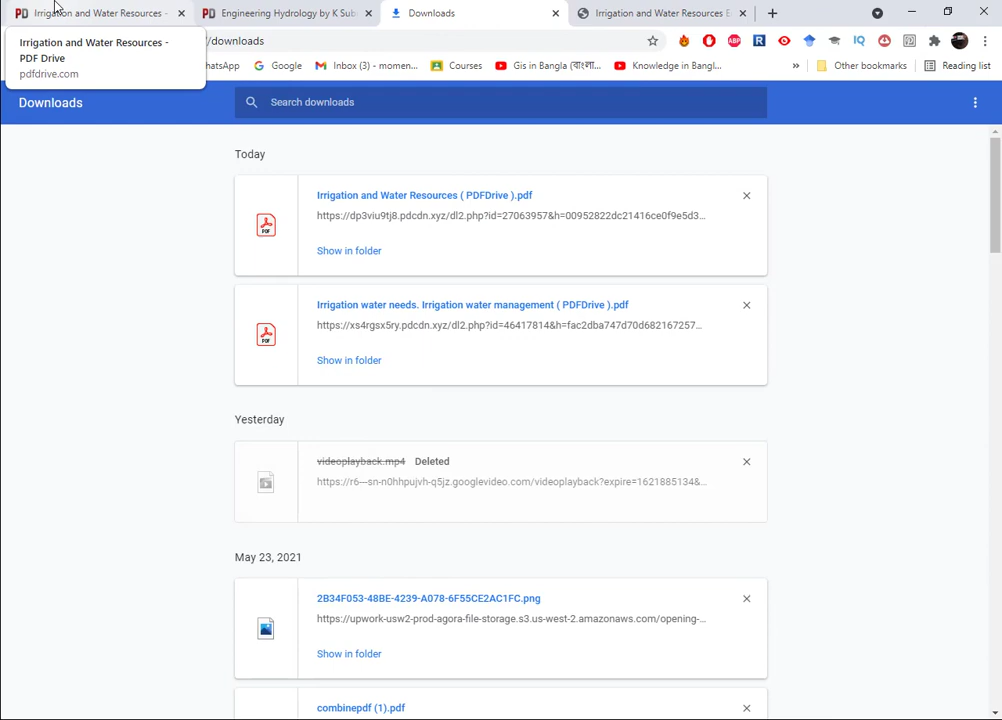 Irrigation and Water Resources -
Engineering Hydrology by K Sub
Downloads
Irrigation and Water Resources E
Irrigation and Water Resources -
PDF Drive
pdfdrive.com
/downloads
hatsApp
Google
Inbox (3) - momen...
Courses
Gis in Bangla (বাংলা...
Knowledge in Bangl...
»
Other bookmarks
Reading list
Downloads
Search downloads
Today
Irrigation and Water Resources ( PDFDrive ).pdf
https://dp3viu9tj8.pdcdn.xyz/dl2.php?id=27063957&h=00952822dc21416ce0f9e5d3...
Show in folder
Irrigation water needs. Irrigation water management ( PDFDrive ).pdf
https://xs4rgsx5ry.pdcdn.xyz/dl2.php?id=46417814&h=fac2dba747d70d682167257...
Show in folder
Yesterday
videoplayback.mp4 Deleted
https://r6---sn-n0hhpujvh-q5jz.googlevideo.com/videoplayback?expire=1621885134&...
May 23, 2021
2B34F053-48BE-4239-A078-6F55CE2AC1FC.png
https://upwork-usw2-prod-agora-file-storage.s3.us-west-2.amazonaws.com/opening-...
Show in folder
combinepdf (1).pdf